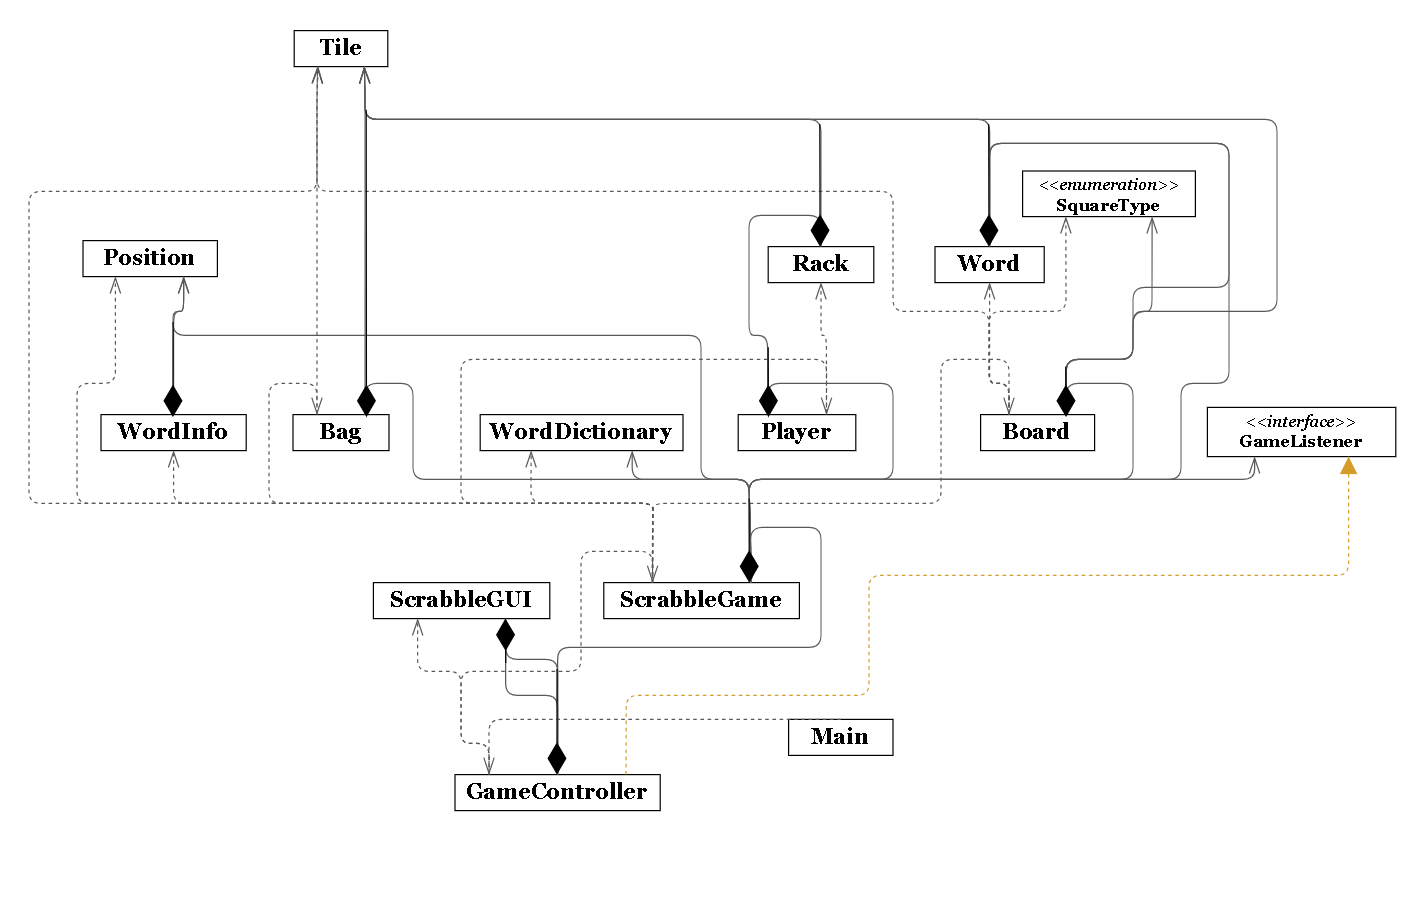 Tile
<<enumeration>>
SquareType
Position
Rack
Word
WordInfo
Bag
WordDictionary
Player
Board
<<interface>>
GameListener
ScrabbleGUI
ScrabbleGame
Main
GameController